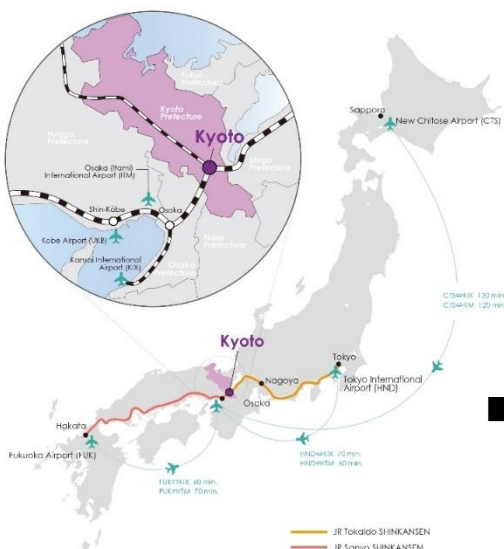 Fukui
Prefecture
Kyoto
Prefecture
Kyoto
Hyogo
Prefecture
Shiga
Prefecture
Osaka (Itami)
International Airport (ITM)
Shin-Kobe
Osaka
Kobe Airport (UKB)
Nara
Prefecture
Kansai International
Airport (KIX)
Osaka
Prefecture
Sapporo
New Chitose Airport (CTS)
CTS⇔KIX 130 min.
CTS⇔ITM 120 min.
Kyoto
Tokyo
Nagoya
Tokyo International
Airport (HND)
Osaka
Hakata
Fukuoka Airport (FUK)
HND⇔KIX 70 min.
HND⇔ITM 60 min.
FUK⇔KIX 60 min.
FUK⇔ITM 70 min.
JR Tokaido SHINKANSEN
JR Sanyo SHINKANSEN